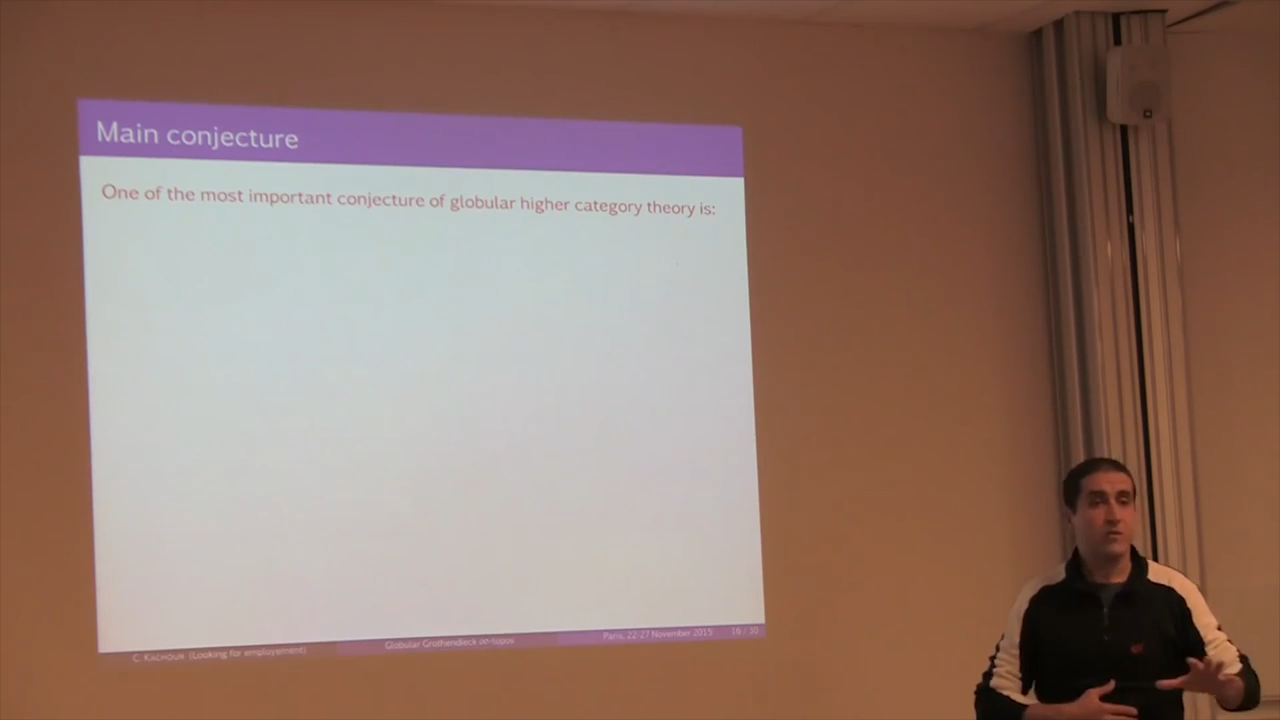 Main conjecture
One of the most important conjecture of globular higher category theory is:
C. Kachour (Looking for employement)
Globular Grothendieck ∞-topos
Paris, 22-27 November 2015
16 / 30